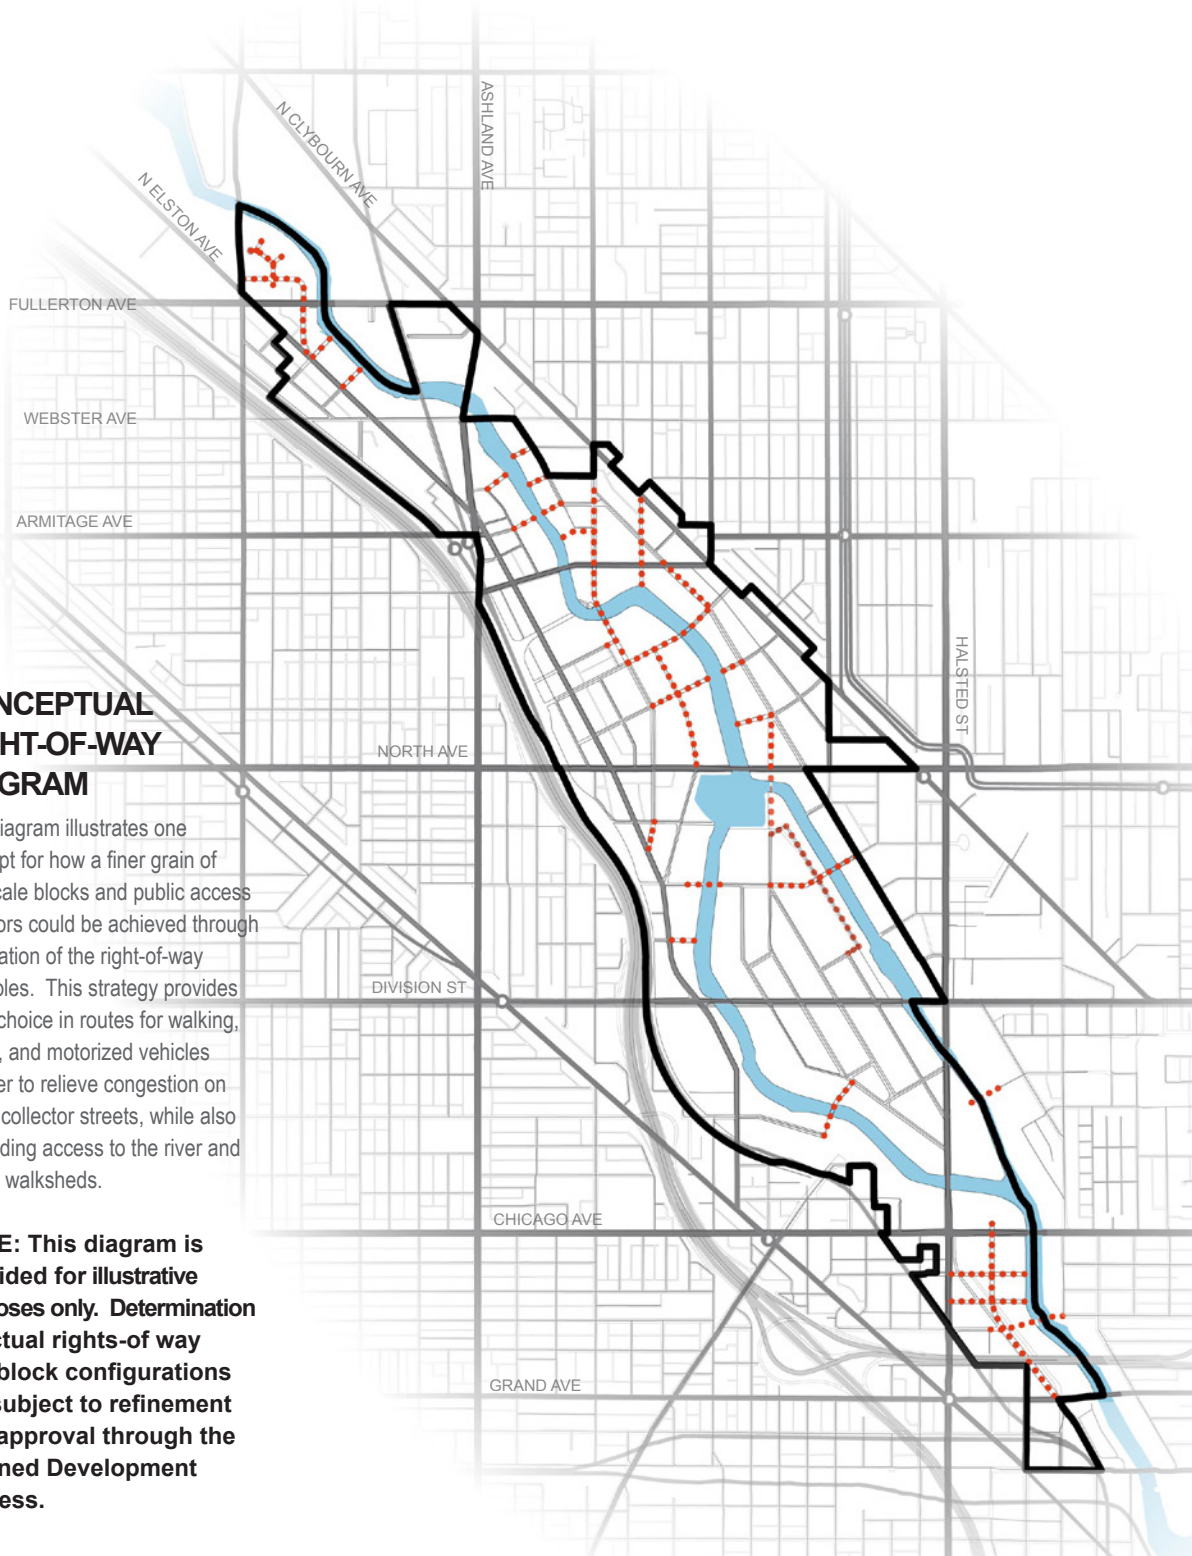 ASHLAND AVE
N CLYBOURN AVE
N ELSTON AVE
FULLERTON AVE
WEBSTER AVE
ARMITAGE AVE
HALSTED ST
NCEPTUAL
GHT-OF-WAY
GRAM
NORTH AVE
iagram illustrates one
pt for how a finer grain of
cale blocks and public access
ors could be achieved through
ation of the right-of-way
ples. This strategy provides
choice in routes for walking,
, and motorized vehicles
er to relieve congestion on
collector streets, while also
ding access to the river and
walksheds.
DIVISION ST
CHICAGO AVE
E: This diagram is
ided for illustrative
oses only. Determination
ctual rights-of way
block configurations
subject to refinement
approval through the
ned Development
ess.
GRAND AVE